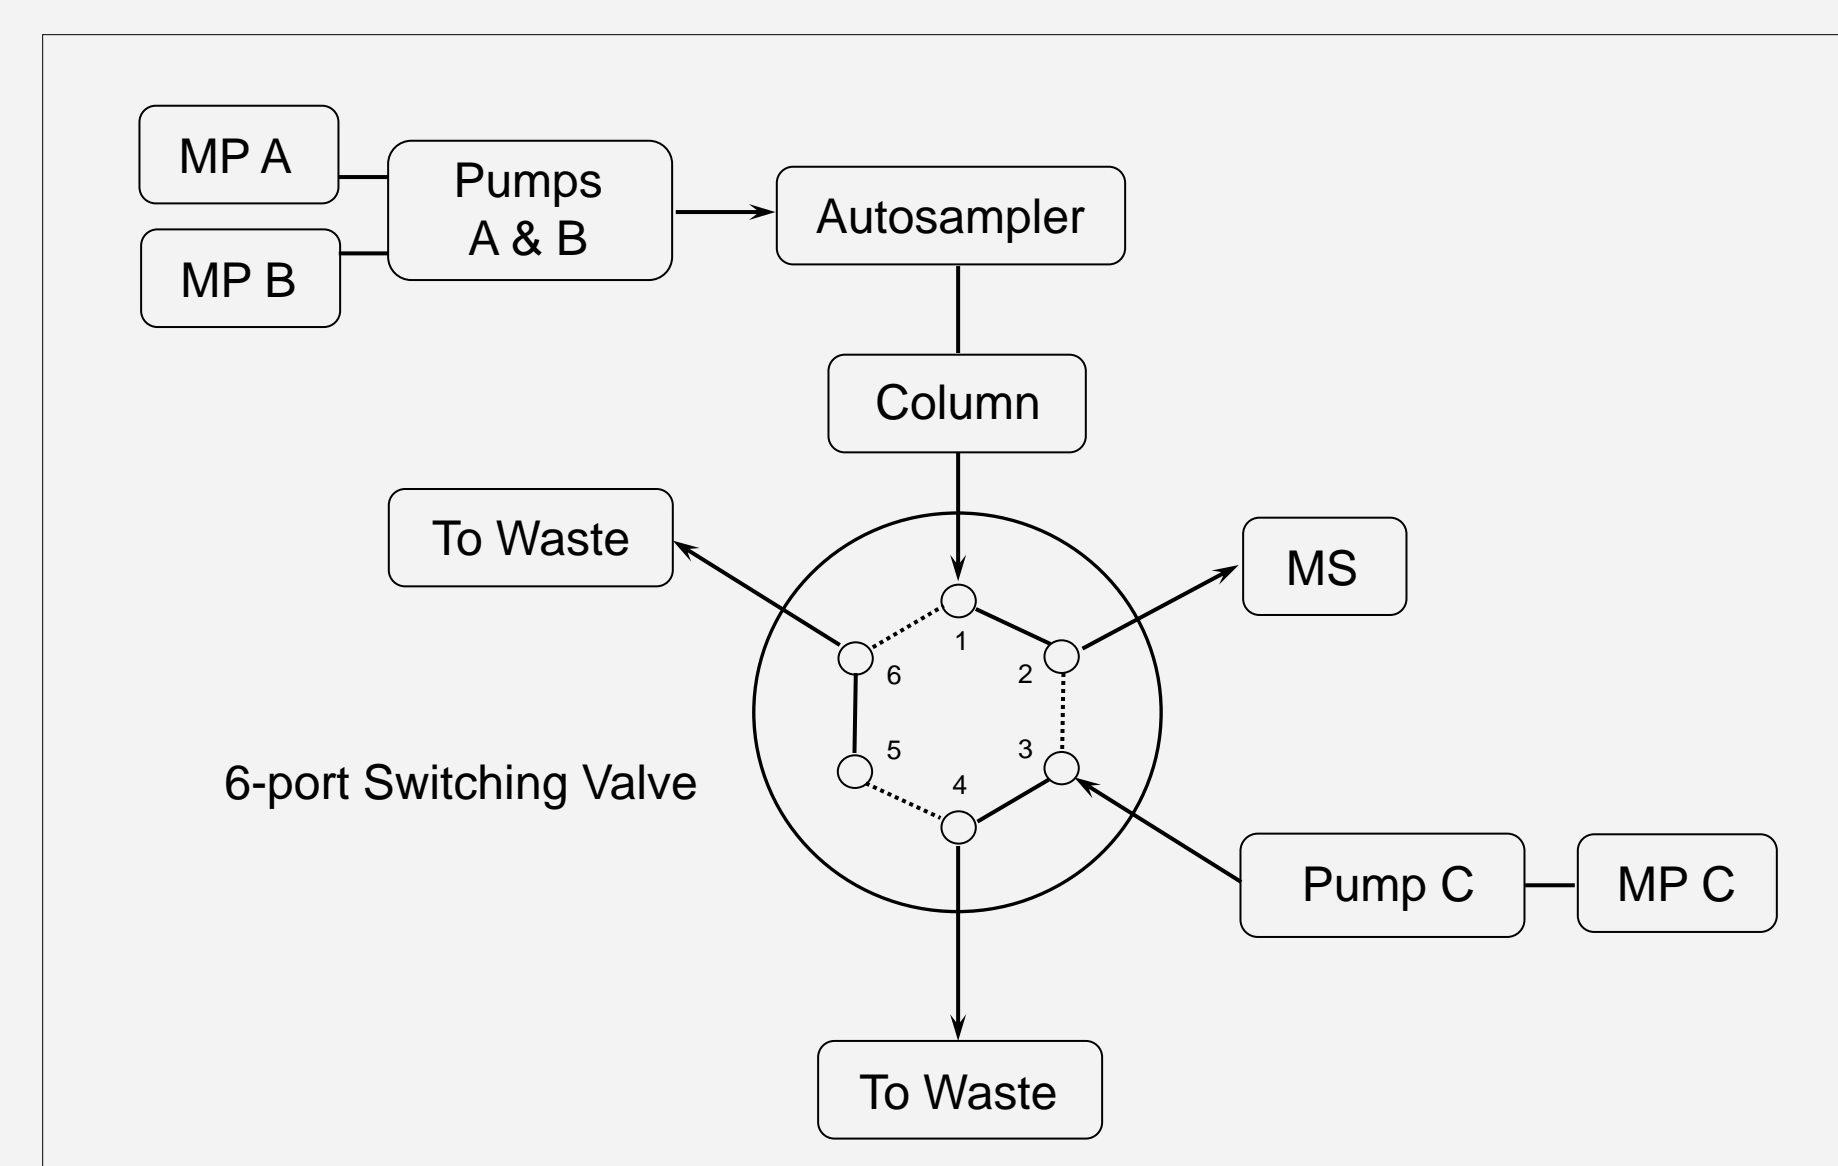 MP A
Pumps
A & B
MP B
Autosampler
Column
To Waste
MS
1
6
2
5
3
4
6-port Switching Valve
Pump C
MP C
To Waste